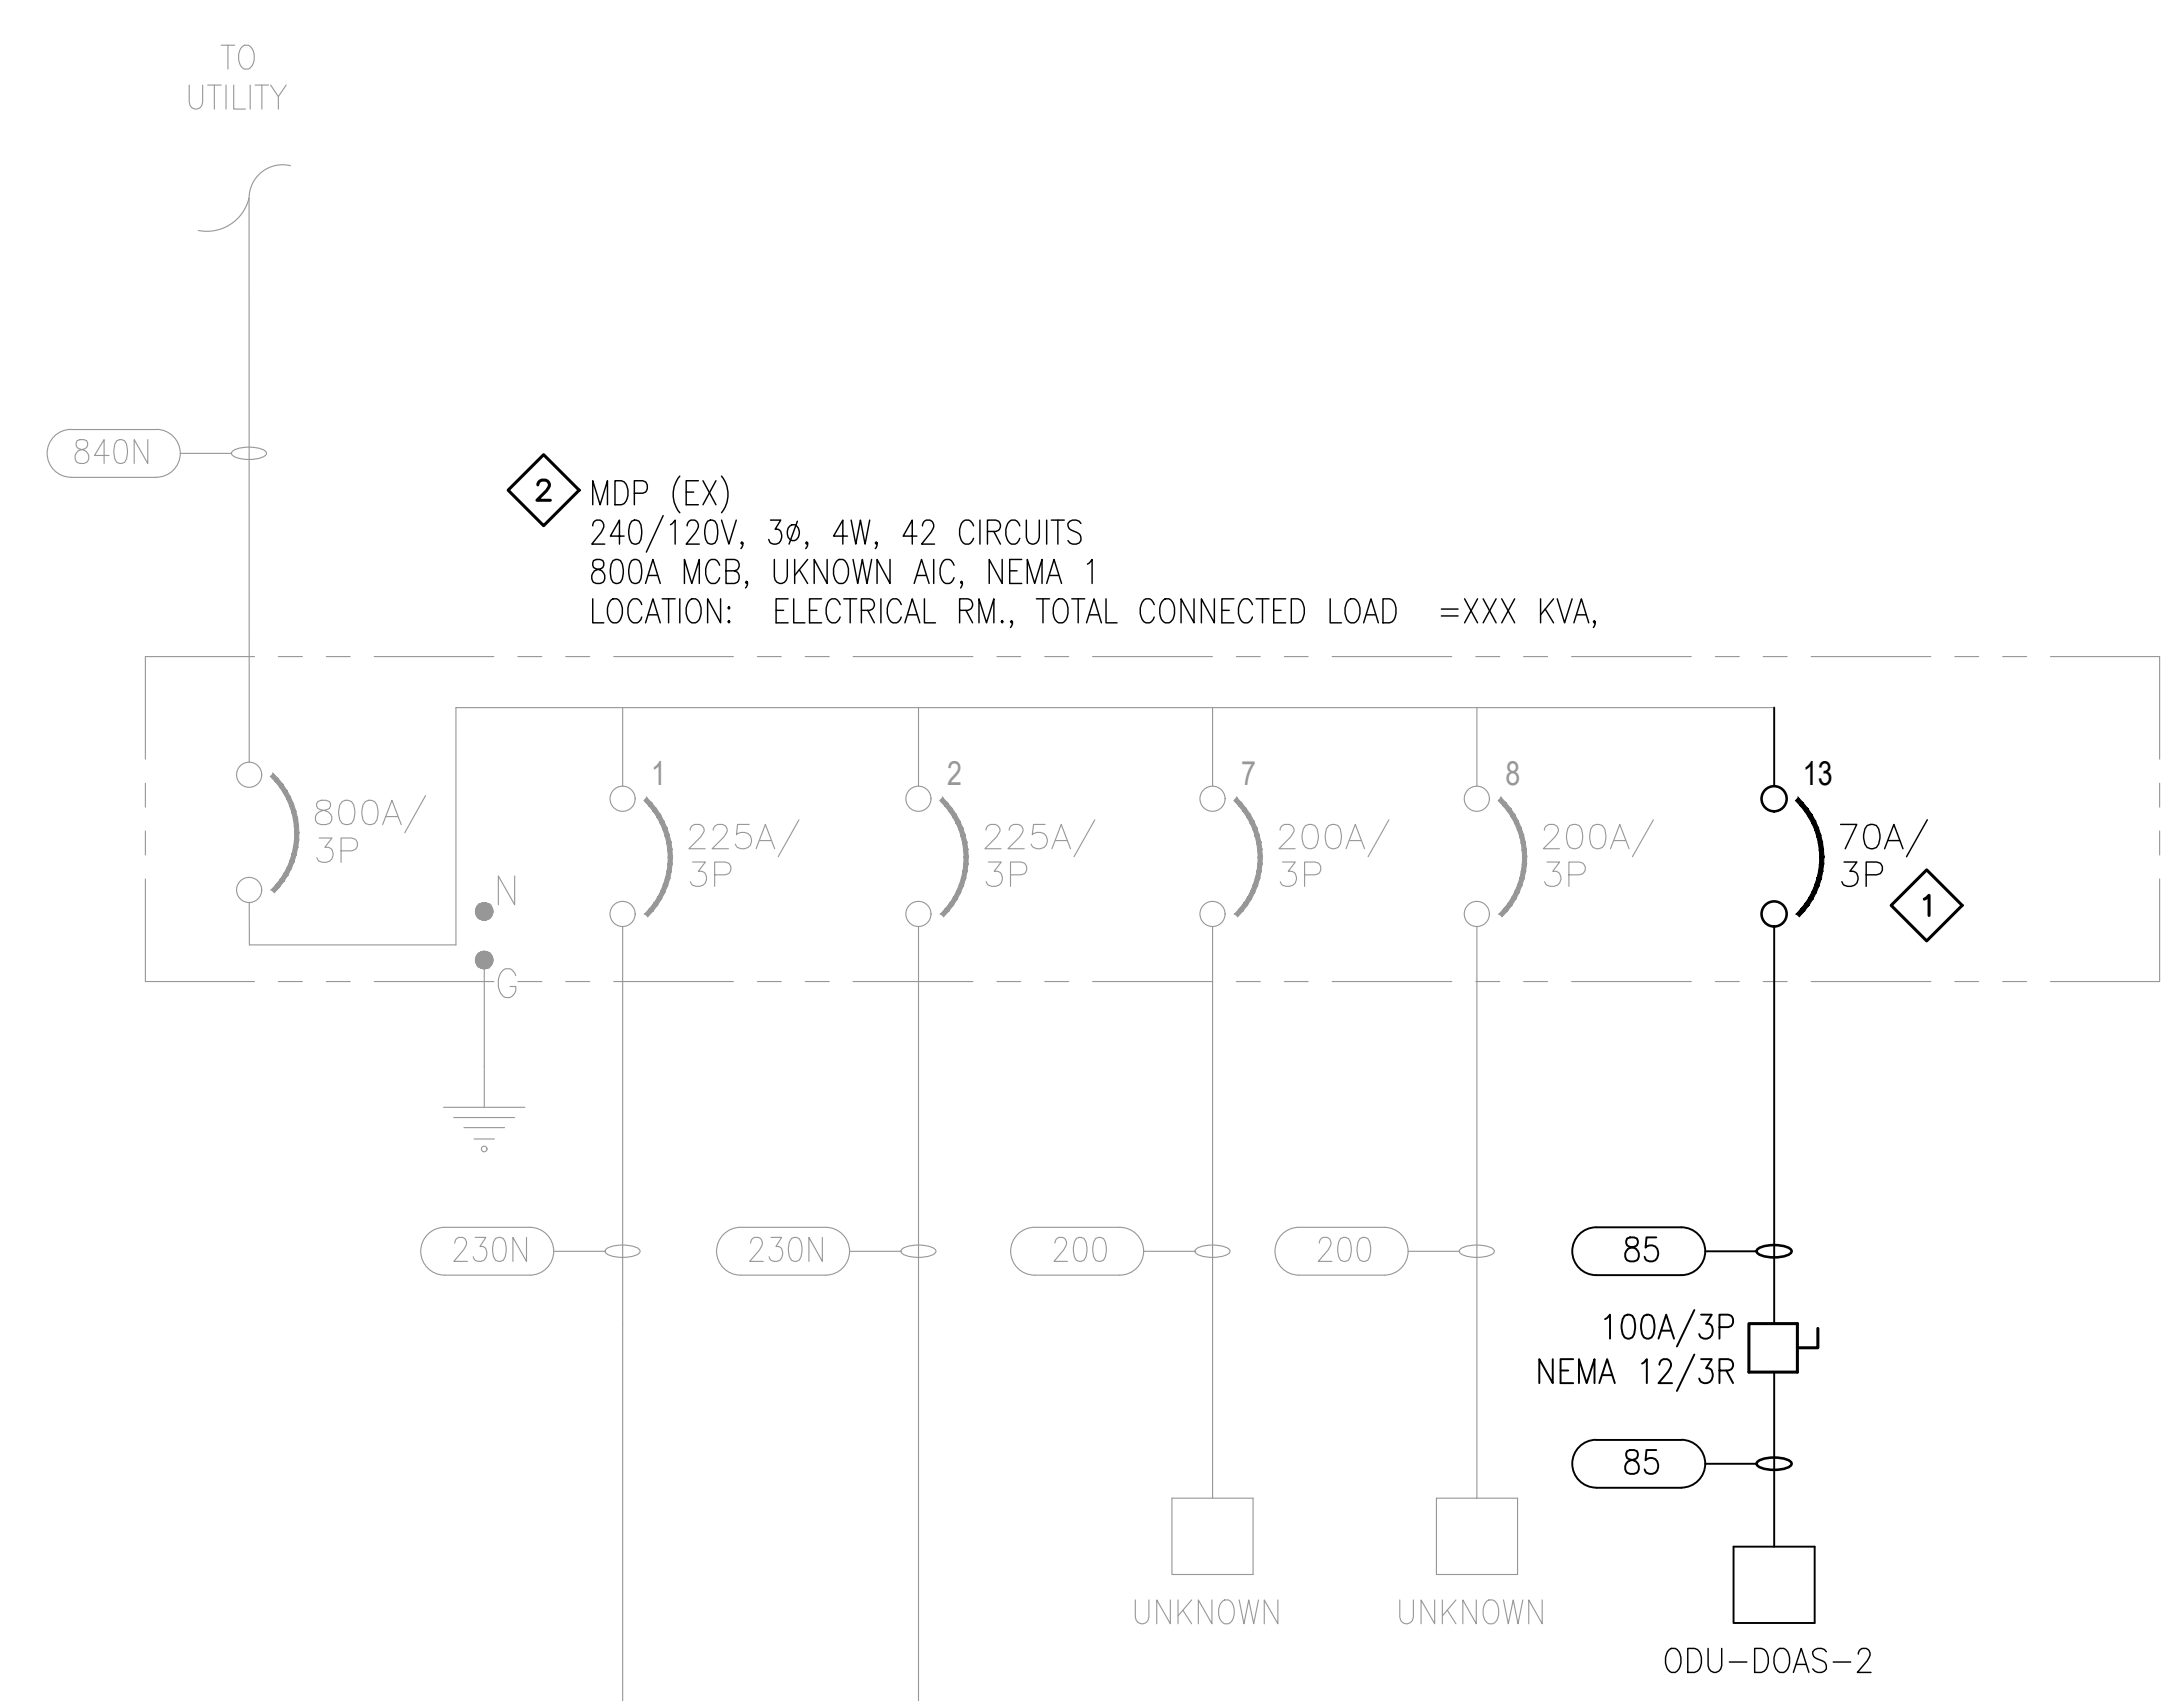 TO
UTILITY
840N
2
MDP (EX)
240/120V, 3ø, 4W, 42 CIRCUITS
800A MCB, UKNOWN AIC, NEMA 1
LOCATION: ELECTRICAL RM., TOTAL CONNECTED LOAD =XXX KVA,
800A/
3P
N
G
1
225A/
3P
2
225A/
3P
7
200A/
3P
8
200A/
3P
13
70A/
3P
1
230N
230N
200
200
85
100A/3P
NEMA 12/3R
85
UNKNOWN
UNKNOWN
ODU-DOAS-2